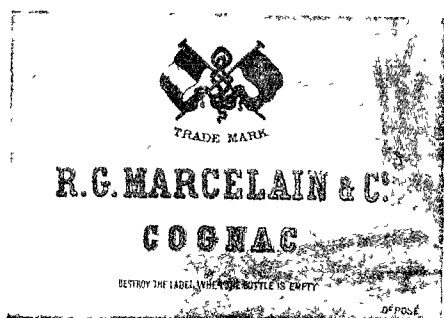 TRADE MARK.
R.G. MARCELAIN & Cº.
COGNAC
DESTROY THE LABEL WHEN THE BOTTLE IS EMPTY
DÉPOSÉ